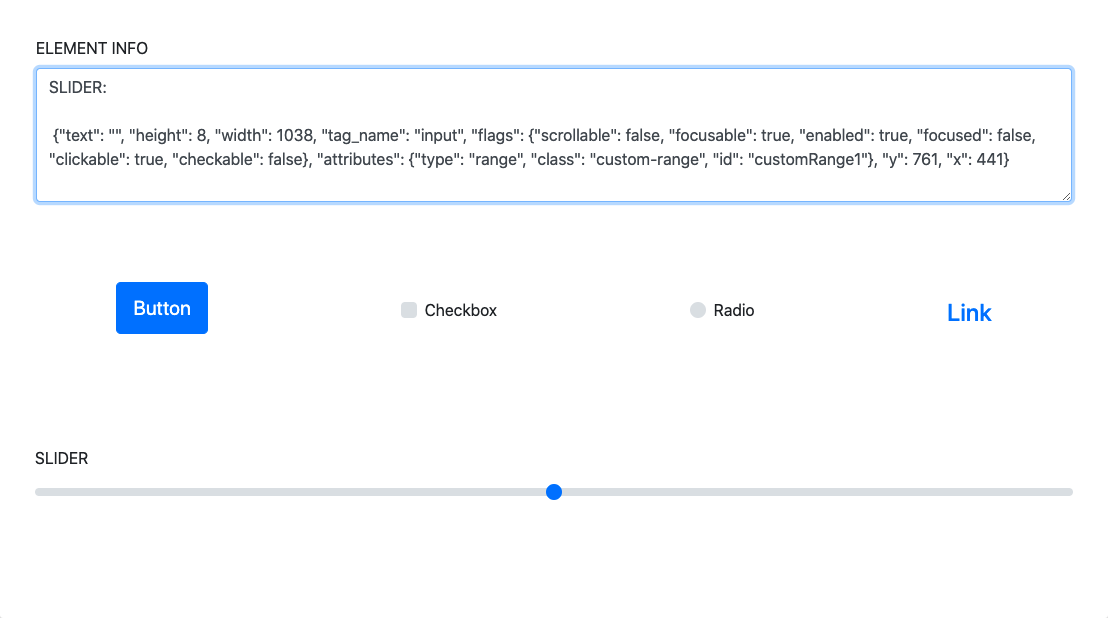 ELEMENT INFO
SLIDER:
{"text": "", "height": 8, "width": 1038, "tag_name": "input", "flags": {"scrollable": false, "focusable": true, "enabled": true, "focused": false,
"clickable": true, "checkable": false}, "attributes": {"type": "range", "class": "custom-range", "id": "customRange1"}, "y": 761, "x": 441}
Button
Checkbox
Radio
Link
SLIDER